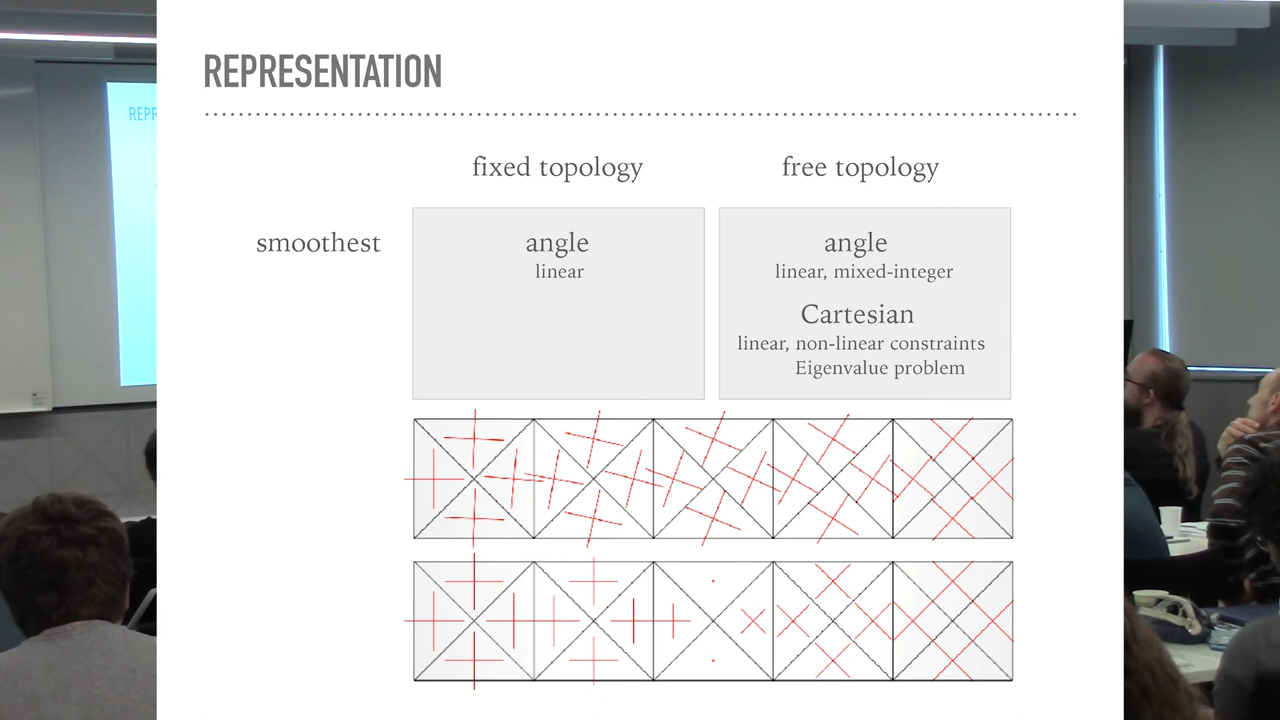 REPRESENTATION
REPR
fixed topology
free topology
smoothest
angle
linear
angle
linear, mixed-integer
Cartesian
linear, non-linear constraints
Eigenvalue problem